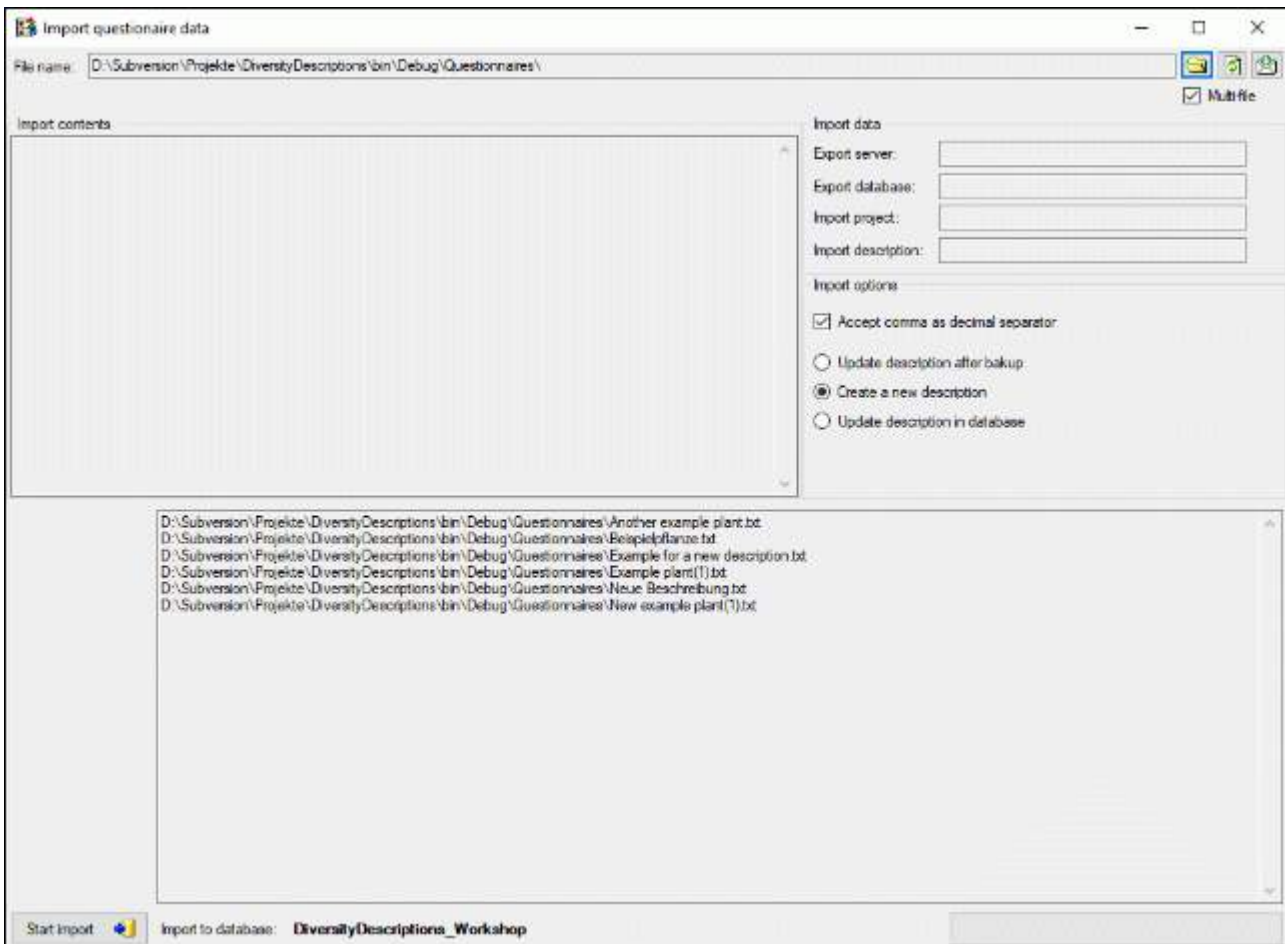 Import questionaire data
File name: D:\Subversion\Projekte\DiversityDescriptions\bin\Debug\Questionnaires\
Multi-file
Import contents
Import data
Export server:
Export database:
Import project:
Import description:
Import options
Accept comma as decimal separator
Update description after bakup
Create a new description
Update description in database
D:\Subversion\Projekte\DiversityDescriptions\bin\Debug\Questionnaires\Another example plant.txt
D:\Subversion\Projekte\DiversityDescriptions\bin\Debug\Questionnaires\Beispielpflanze.txt
D:\Subversion\Projekte\DiversityDescriptions\bin\Debug\Questionnaires\Example for a new description.txt
D:\Subversion\Projekte\DiversityDescriptions\bin\Debug\Questionnaires\Example plant(1).txt
D:\Subversion\Projekte\DiversityDescriptions\bin\Debug\Questionnaires\Neue Beschreibung.txt
D:\Subversion\Projekte\DiversityDescriptions\bin\Debug\Questionnaires\New example plant(1).txt
Start import Import to database: DiversityDescriptions_Workshop